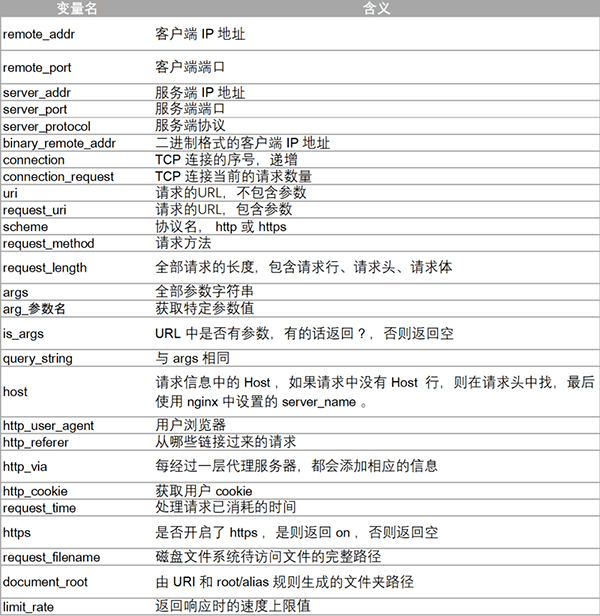 变量名 含义
remote_addr 客户端 IP 地址
remote_port 客户端端口
server_addr 服务端 IP 地址
server_port 服务端端口
server_protocol 服务端协议
binary_remote_addr 二进制格式的客户端 IP 地址
connection TCP 连接的序号，递增
connection_request TCP 连接当前的请求数量
uri 请求的URL，不包含参数
request_uri 请求的URL，包含参数
scheme 协议名， http 或 https
request_method 请求方法
request_length 全部请求的长度，包含请求行、请求头、请求体
args 全部参数字符串
arg_参数名 获取特定参数值
is_args URL 中是否有参数，有的话返回 ? ，否则返回空
query_string 与 args 相同
host 请求信息中的 Host ，如果请求中没有 Host 行，则在请求头中找，最后
使用 nginx 中设置的 server_name 。
http_user_agent 用户浏览器
http_referer 从哪些链接过来的请求
http_via 每经过一层代理服务器，都会添加相应的信息
http_cookie 获取用户 cookie
request_time 处理请求已消耗的时间
https 是否开启了 https ，是则返回 on ，否则返回空
request_filename 磁盘文件系统待访问文件的完整路径
document_root 由 URI 和 root/alias 规则生成的文件夹路径
limit_rate 返回响应时的速度上限值